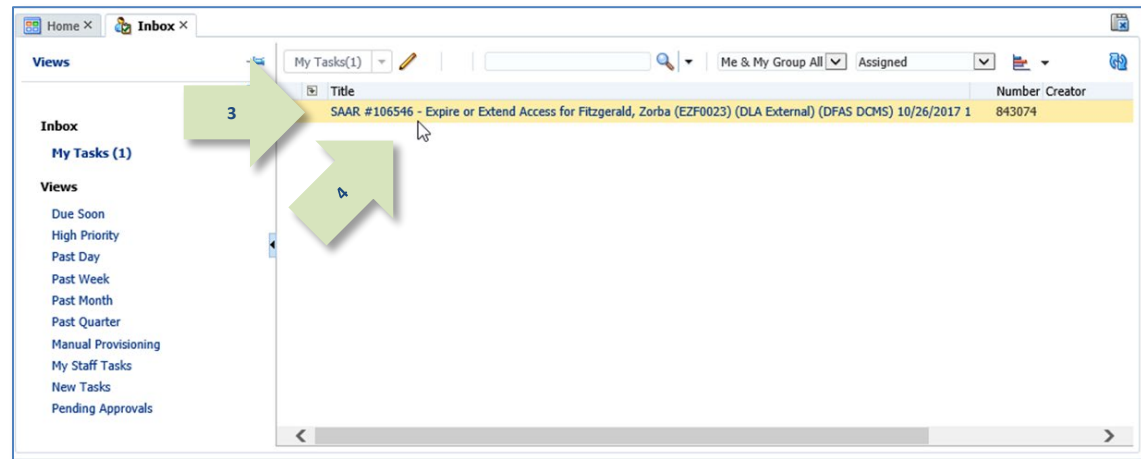 Home
Inbox
Views
My Tasks(1)
Me & My Group All
Assigned
Title
Number
Creator
3
SAAR #106546 - Expire or Extend Access for Fitzgerald, Zorba (EZF0023) (DLA External) (DFAS DCMS) 10/26/2017 1
843074
4
Inbox
My Tasks (1)
Views
Due Soon
High Priority
Past Day
Past Week
Past Month
Past Quarter
Manual Provisioning
My Staff Tasks
New Tasks
Pending Approvals